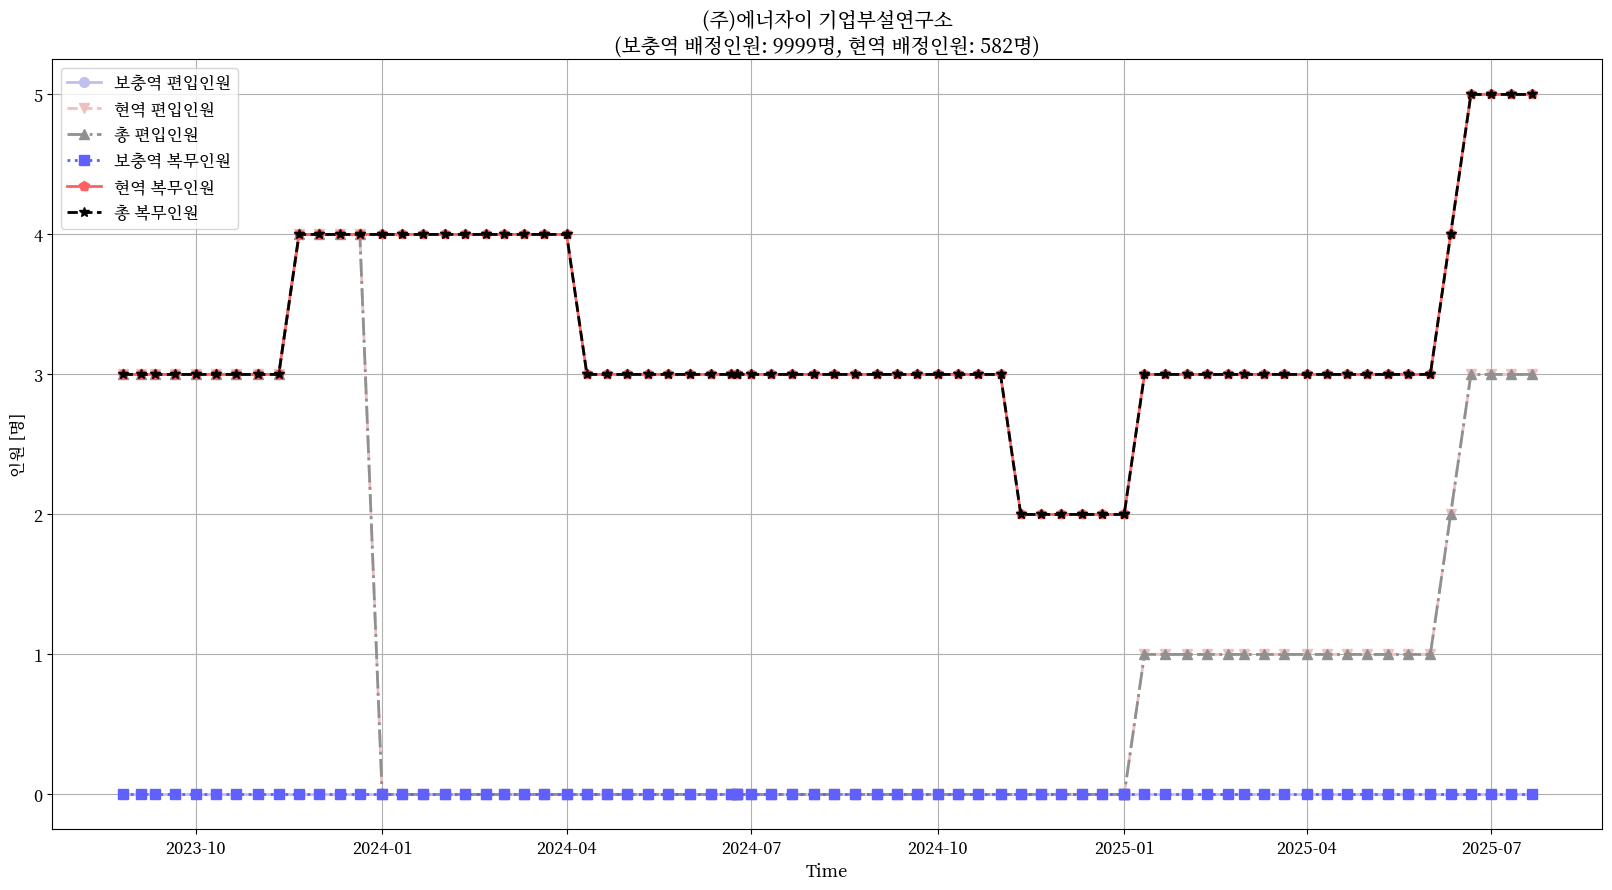 (주)에너자이 기업부설연구소
(보충역 배정인원: 9999명, 현역 배정인원: 582명)
보충역 편입인원
현역 편입인원
총 편입인원
보충역 복무인원
현역 복무인원
총 복무인원
인원 [명]
5
4
3
2
1
0
2023-10
2024-01
2024-04
2024-07
2024-10
2025-01
2025-04
2025-07
Time